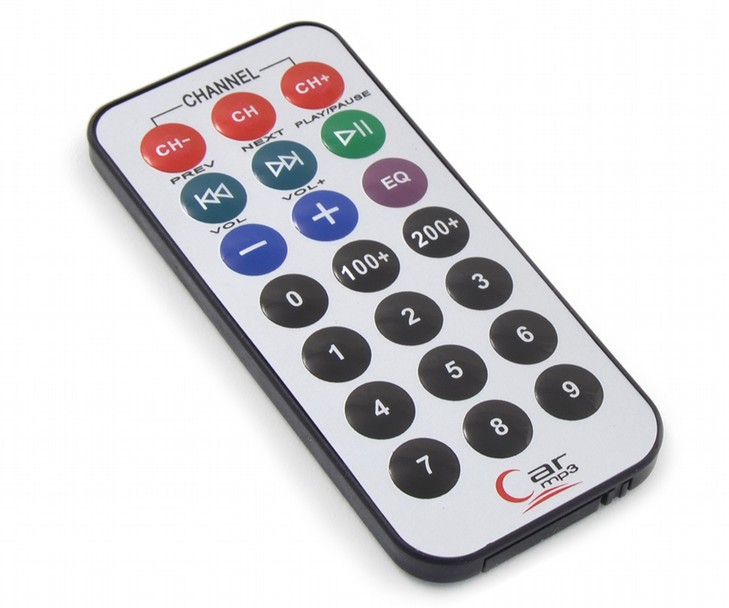 CHANNEL
CH- CH CH+
PREV NEXT PLAY/PAUSE
VOL VOL+ EQ
− +
0 100+ 200+
1 2 3
4 5 6
7 8 9
Car
mp3